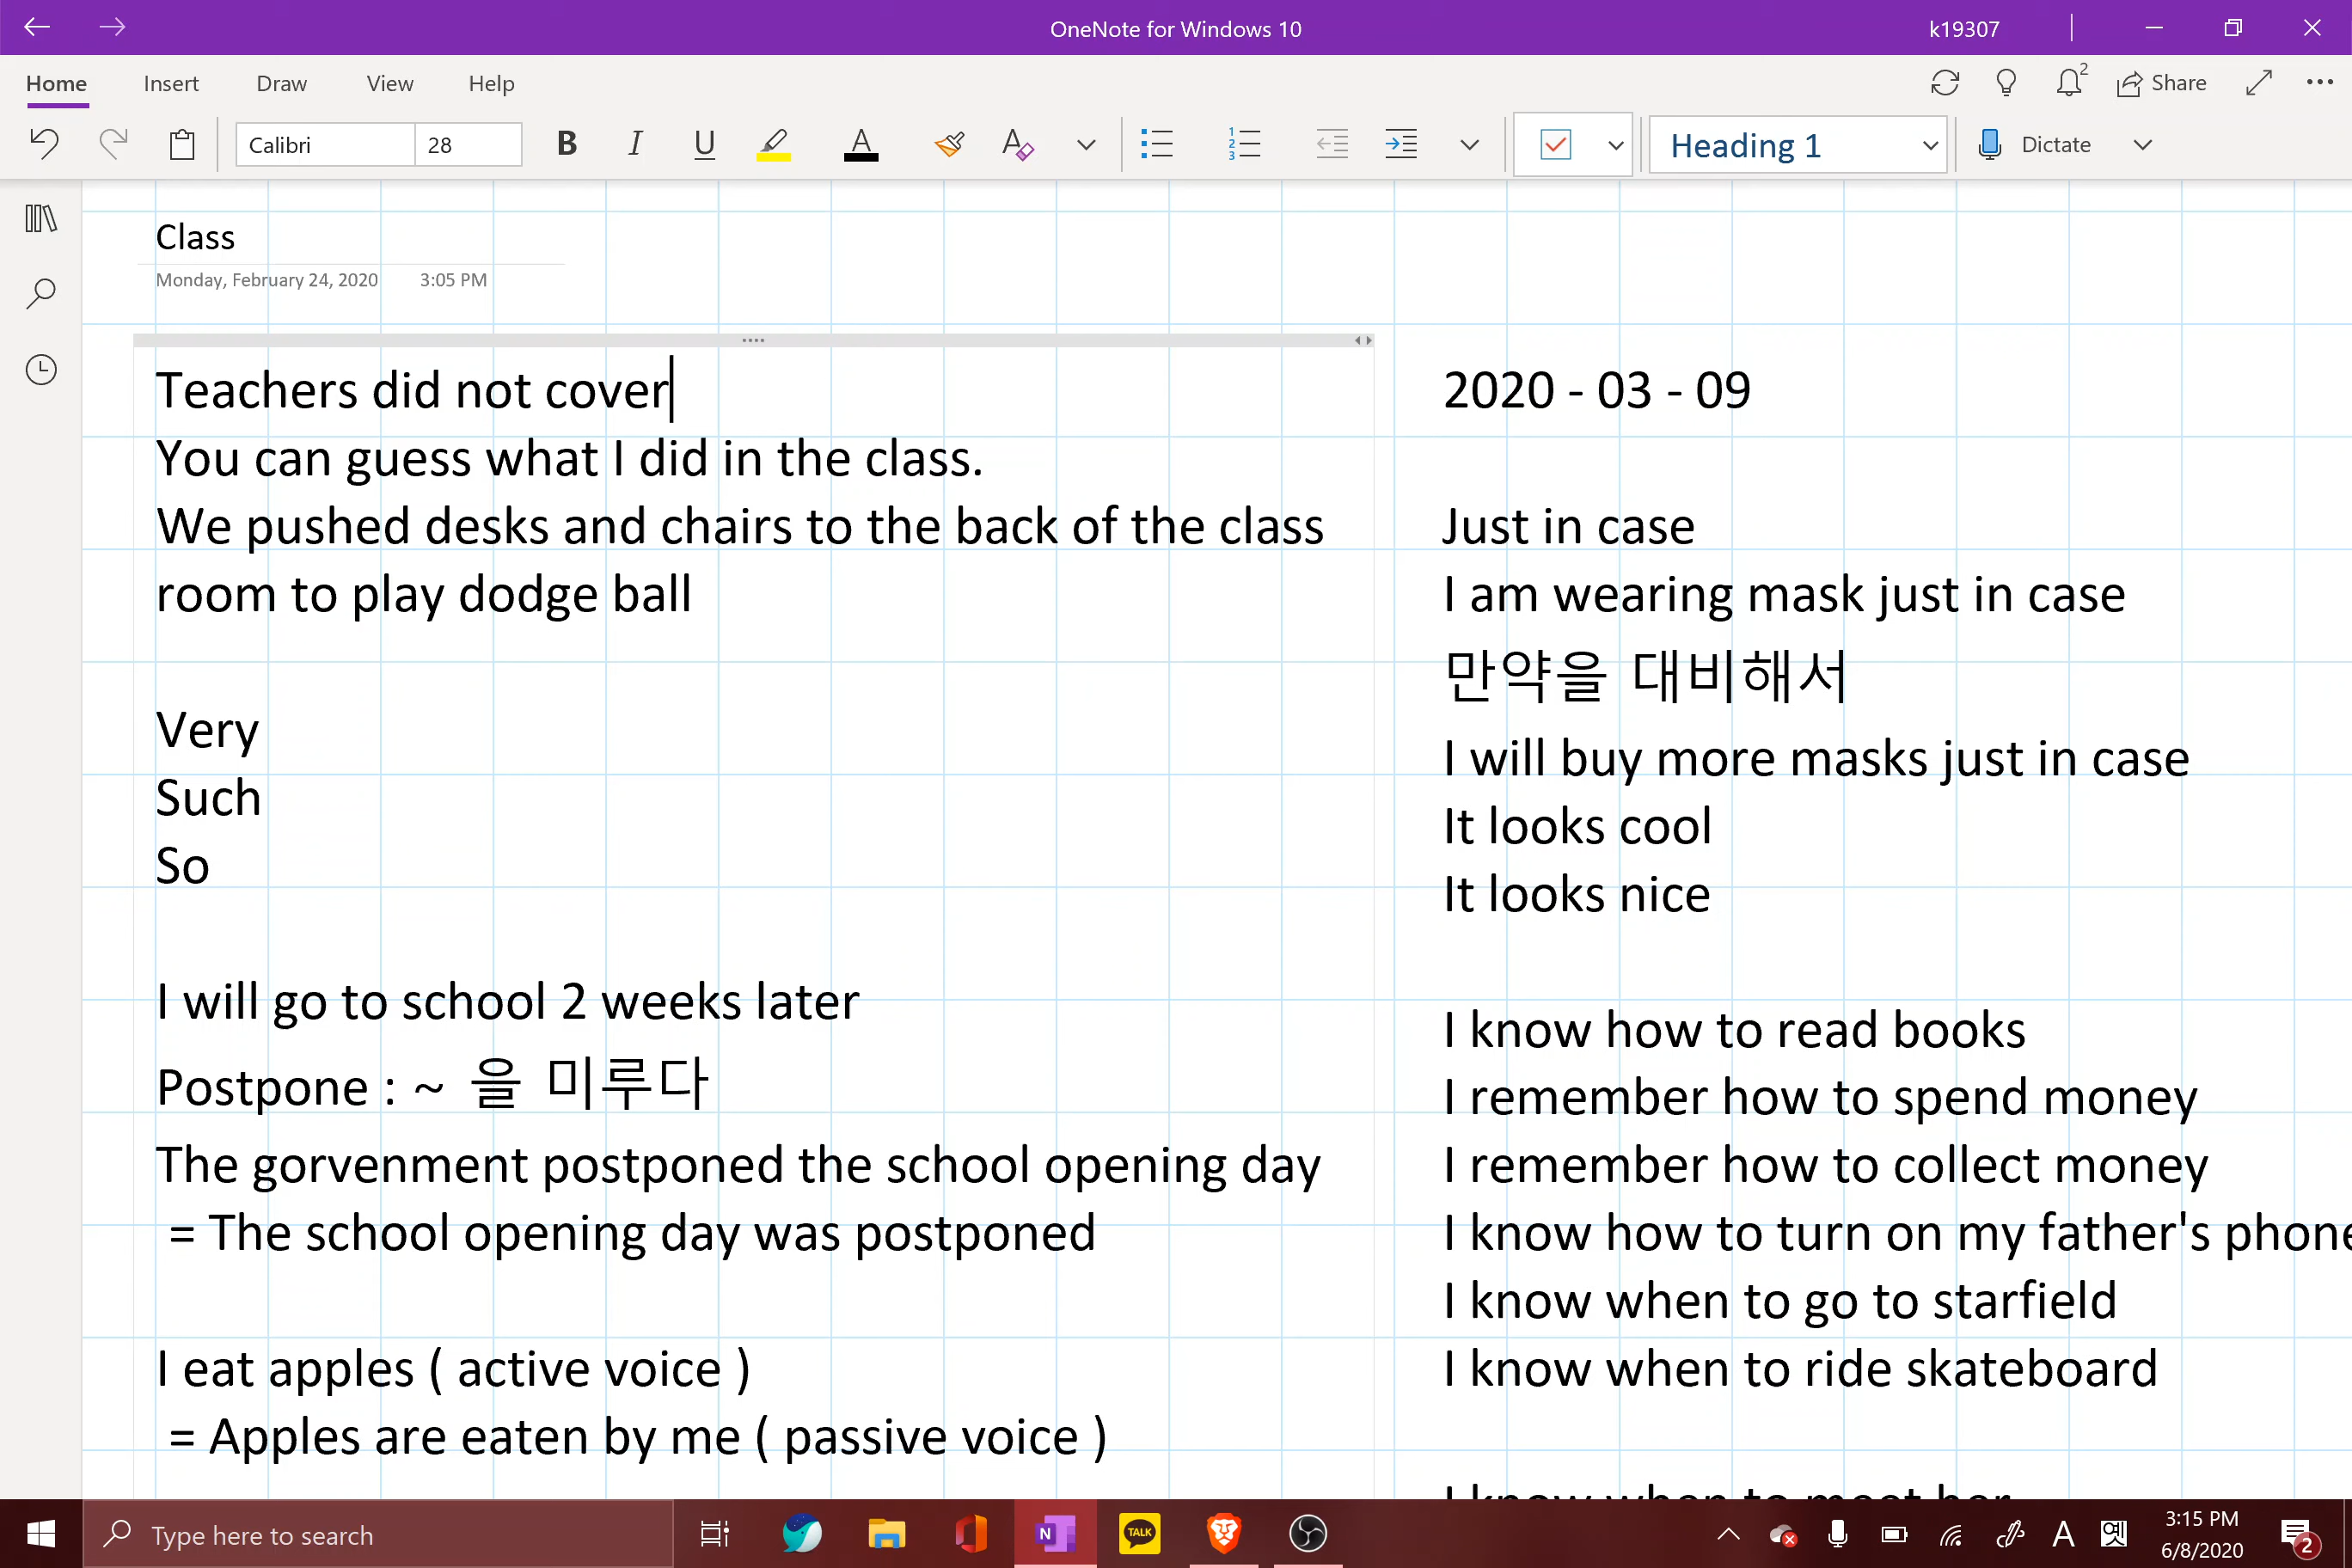 OneNote for Windows 10
k19307
Home Insert Draw View Help
2
Share
Calibri 28 B I U A A Heading 1 Dictate
Class
Monday, February 24, 2020 3:05 PM
Teachers did not cover
You can guess what I did in the class.
We pushed desks and chairs to the back of the class
room to play dodge ball
Very
Such
So
I will go to school 2 weeks later
Postpone : ~ 을 미루다
The gorvenment postponed the school opening day
= The school opening day was postponed
I eat apples ( active voice )
= Apples are eaten by me ( passive voice )
2020 - 03 - 09
Just in case
I am wearing mask just in case
만약을 대비해서
I will buy more masks just in case
It looks cool
It looks nice
I know how to read books
I remember how to spend money
I remember how to collect money
I know how to turn on my father's phone
I know when to go to starfield
I know when to ride skateboard
I know when to meet her
Type here to search
N
TALK
A
3:15 PM
6/8/2020
2